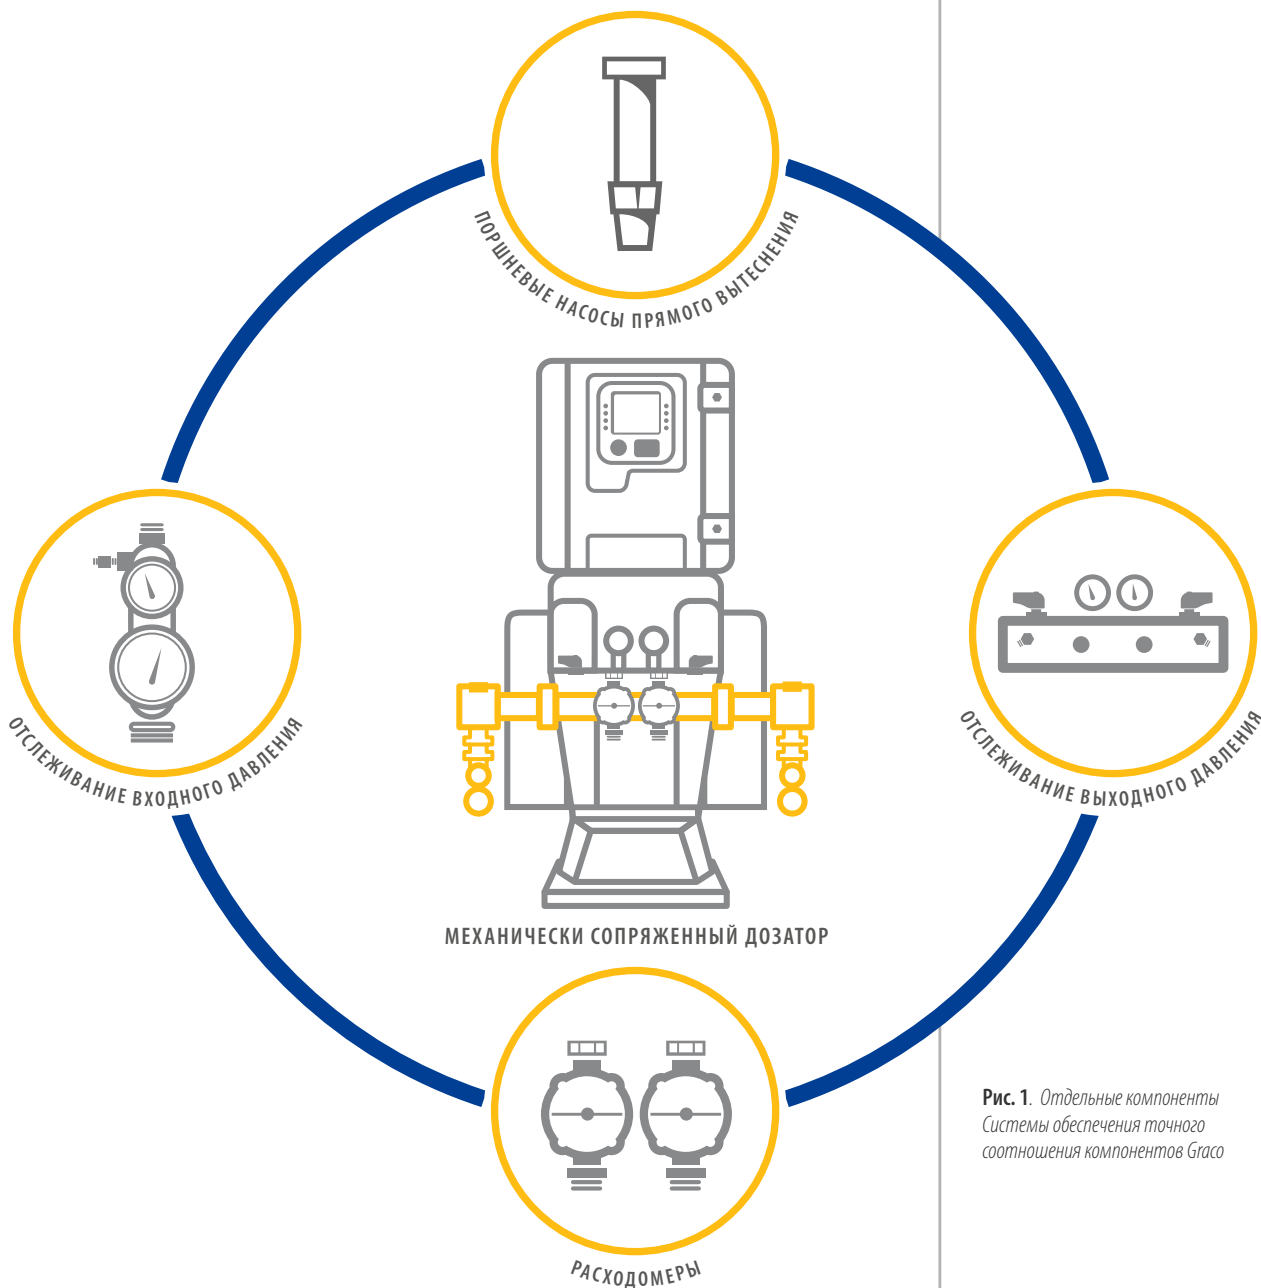 ПОРШНЕВЫЕ НАСОСЫ ПРЯМОГО ВЫТЕСНЕНИЯ
ОТСЛЕЖИВАНИЕ ВХОДНОГО ДАВЛЕНИЯ
ОТСЛЕЖИВАНИЕ ВЫХОДНОГО ДАВЛЕНИЯ
МЕХАНИЧЕСКИ СОПРЯЖЕННЫЙ ДОЗАТОР
Рис. 1. Отдельные компоненты
Системы обеспечения точного
соотношения компонентов Graco
РАСХОДОМЕРЫ